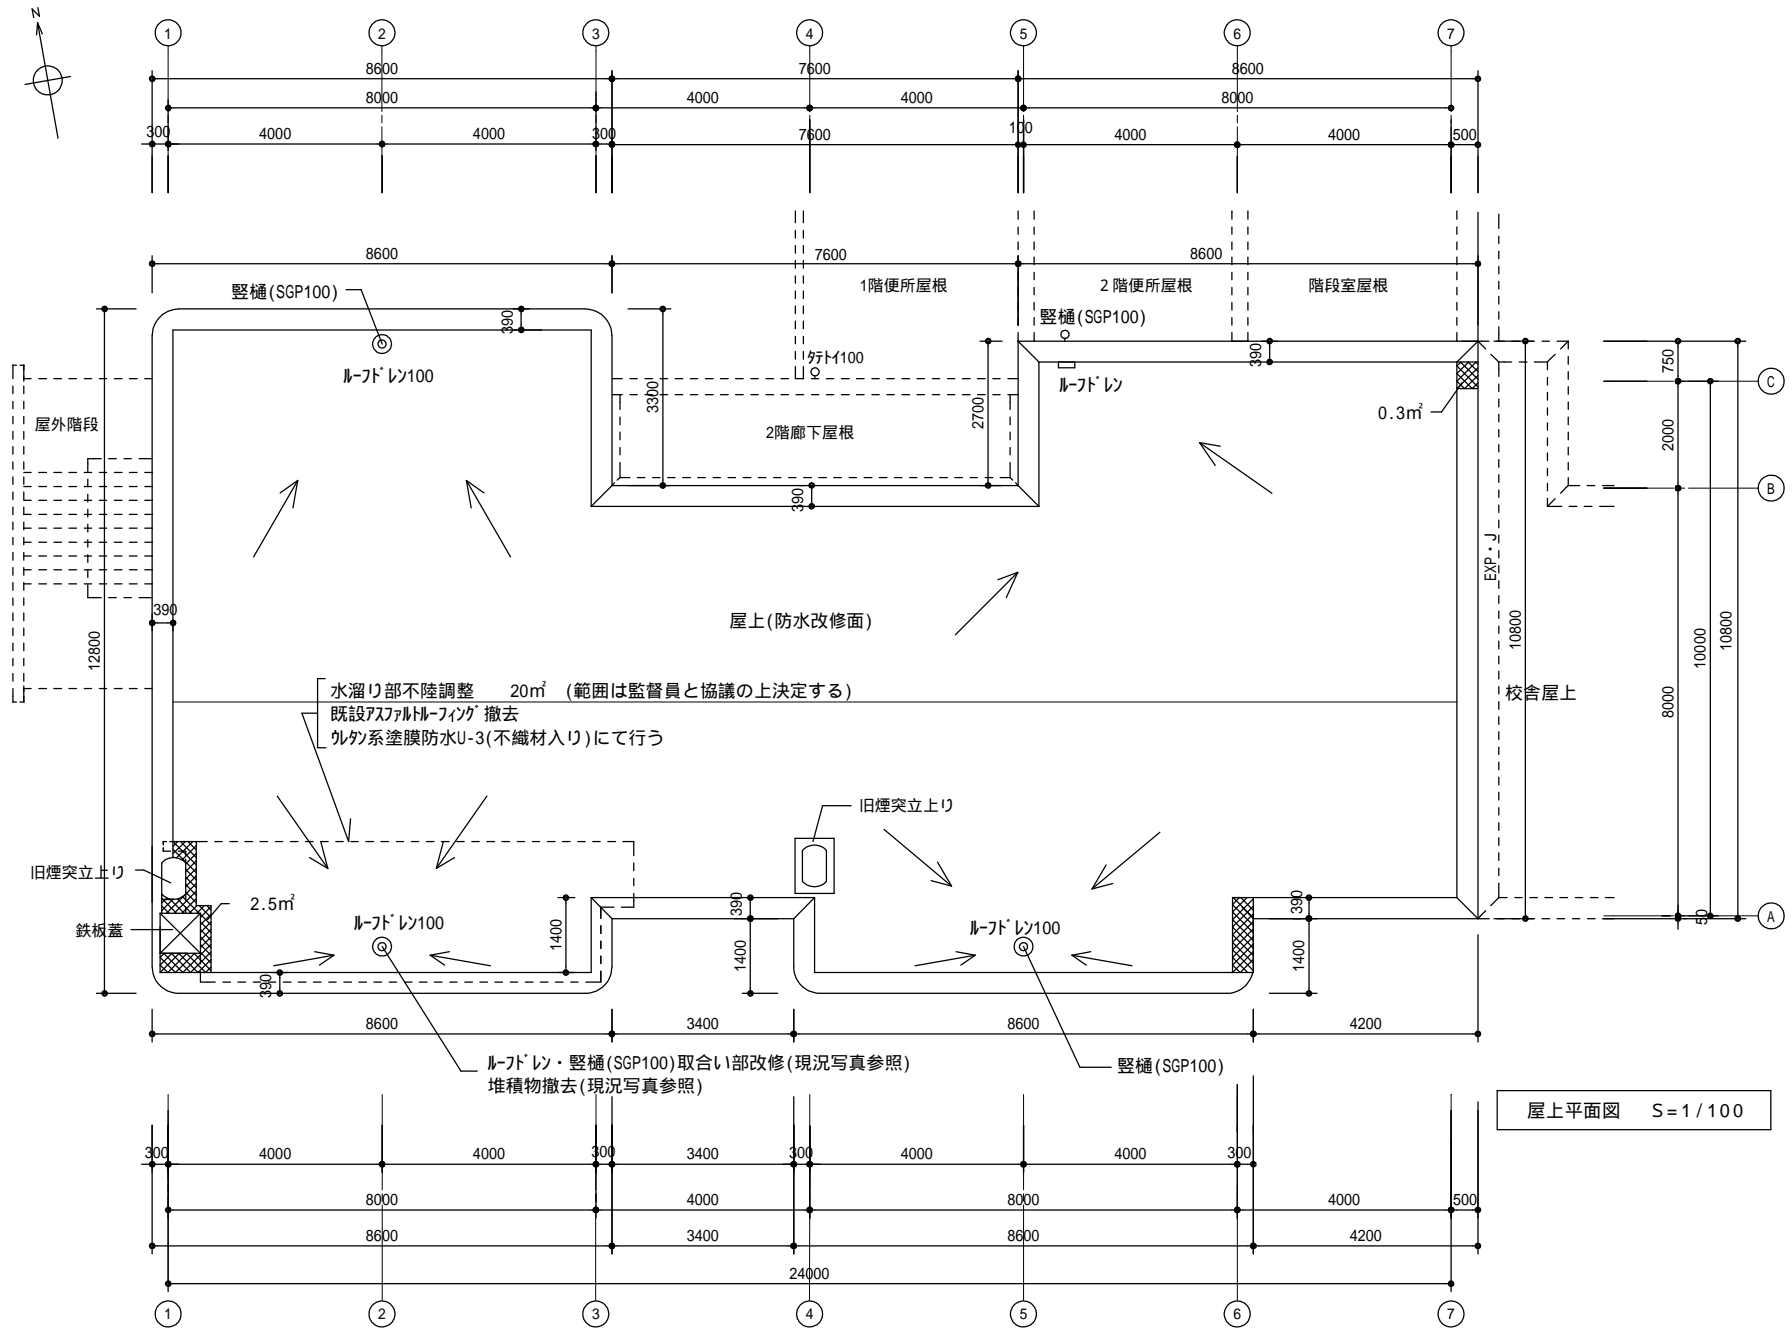 N
1 2 3 4 5 6 7
8600 7600 8600
8000 4000 4000 8000
300 4000 4000 300 7600 100 4000 4000 500
8600 7600 8600
1階便所屋根 2階便所屋根 階段室屋根
竪樋(SGP100)
竪樋(SGP100)
390
390
タテトイ100
ルーフドレン100
ルーフドレン
750
C
3300
2700
0.3㎡
屋外階段
2階廊下屋根
2000
390
B
EXP・J
390
屋上(防水改修面)
12800
10800
10000
10800
水溜り部不陸調整 20㎡ (範囲は監督員と協議の上決定する)
既設アスファルトルーフィング撤去
ウレタン系塗膜防水U-3(不織材入り)にて行う
校舎屋上
8000
旧煙突立上り
旧煙突立上り
2.5㎡
390
390
鉄板蓋
ルーフドレン100
1400
ルーフドレン100
50
A
1400
1400
390
8600 3400 8600 4200
ルーフドレン・竪樋(SGP100)取合い部改修(現況写真参照)
堆積物撤去(現況写真参照)
竪樋(SGP100)
屋上平面図 S=1/100
300 4000 4000 300 3400 300 4000 4000 300
8000 4000 8000 4000 500
8600 3400 8600 4200
24000
1 2 3 4 5 6 7